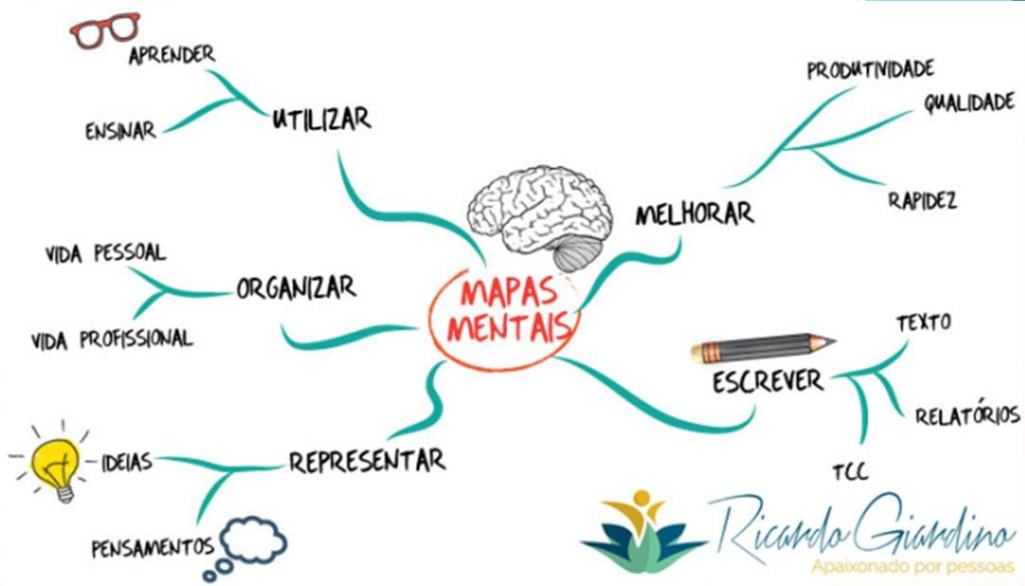 MAPAS
MENTAIS
UTILIZAR
APRENDER
ENSINAR
ORGANIZAR
VIDA PESSOAL
VIDA PROFISSIONAL
REPRESENTAR
IDEIAS
PENSAMENTOS
MELHORAR
PRODUTIVIDADE
QUALIDADE
RAPIDEZ
ESCREVER
TEXTO
RELATÓRIOS
TCC
Ricardo Giardino
Apaixonado por pessoas